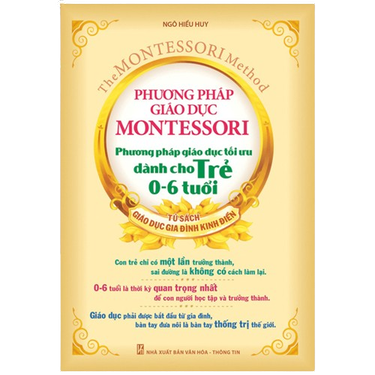 NGÔ HIỂU HUY
The MONTESSORI Method
PHƯƠNG PHÁP
GIÁO DỤC
MONTESSORI
Phương pháp giáo dục tối ưu
dành cho Trẻ
0-6 tuổi
TỦ SÁCH
GIÁO DỤC GIA ĐÌNH KINH ĐIỂN
Con trẻ chỉ có một lần trưởng thành,
sai đường là không có cách làm lại.
0-6 tuổi là thời kỳ quan trọng nhất
để con người học tập và trưởng thành.
Giáo dục phải được bắt đầu từ gia đình,
bàn tay đưa nôi là bàn tay thống trị thế giới.
NHÀ XUẤT BẢN VĂN HÓA - THÔNG TIN